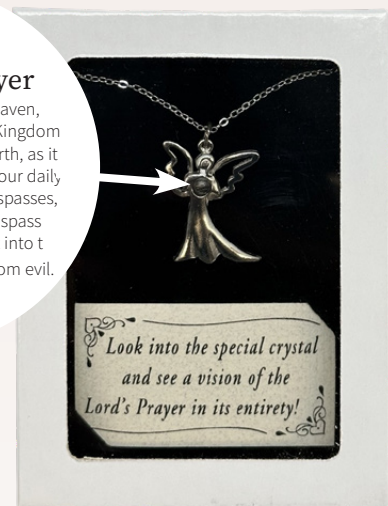 yer
aven,
Kingdom
rth, as it
our daily
spasses,
spass
into t
om evil.
Look into the special crystal
and see a vision of the
Lord's Prayer in its entirety!